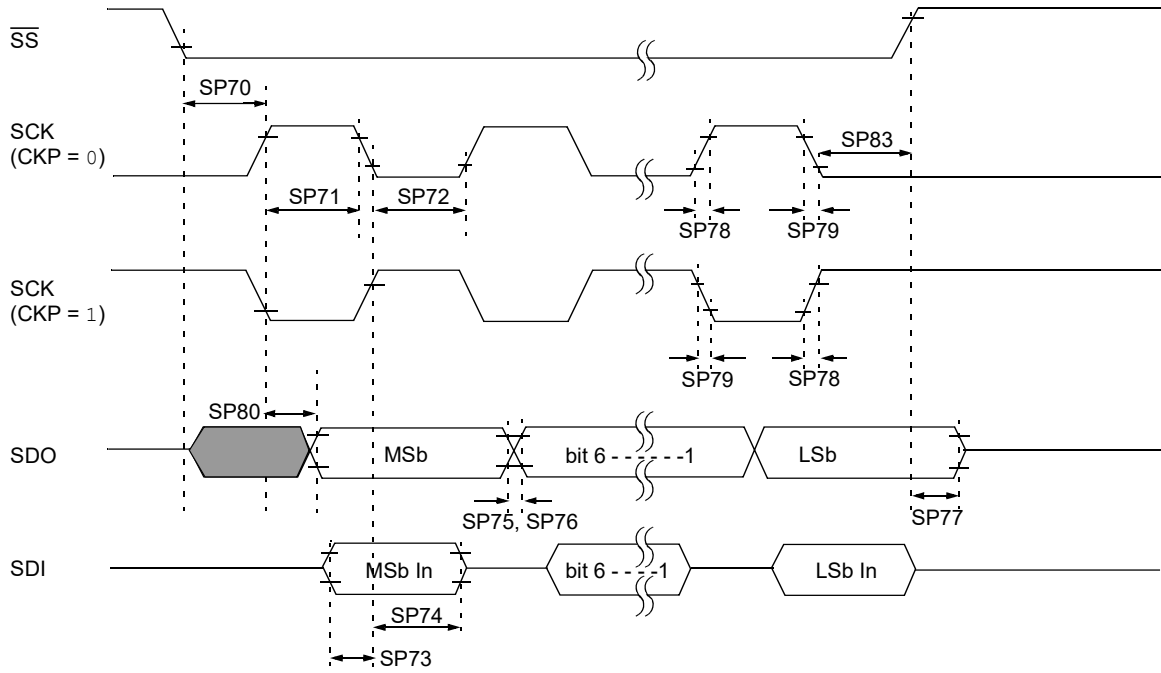 SS
SP70
SCK
(CKP = 0)
SP83
SP71
SP72
SP78
SP79
SCK
(CKP = 1)
SP79
SP78
SP80
SDO
MSb
bit 6 - - - - - -1
LSb
SP75, SP76
SP77
SDI
MSb In
bit 6 - - - -1
LSb In
SP74
SP73